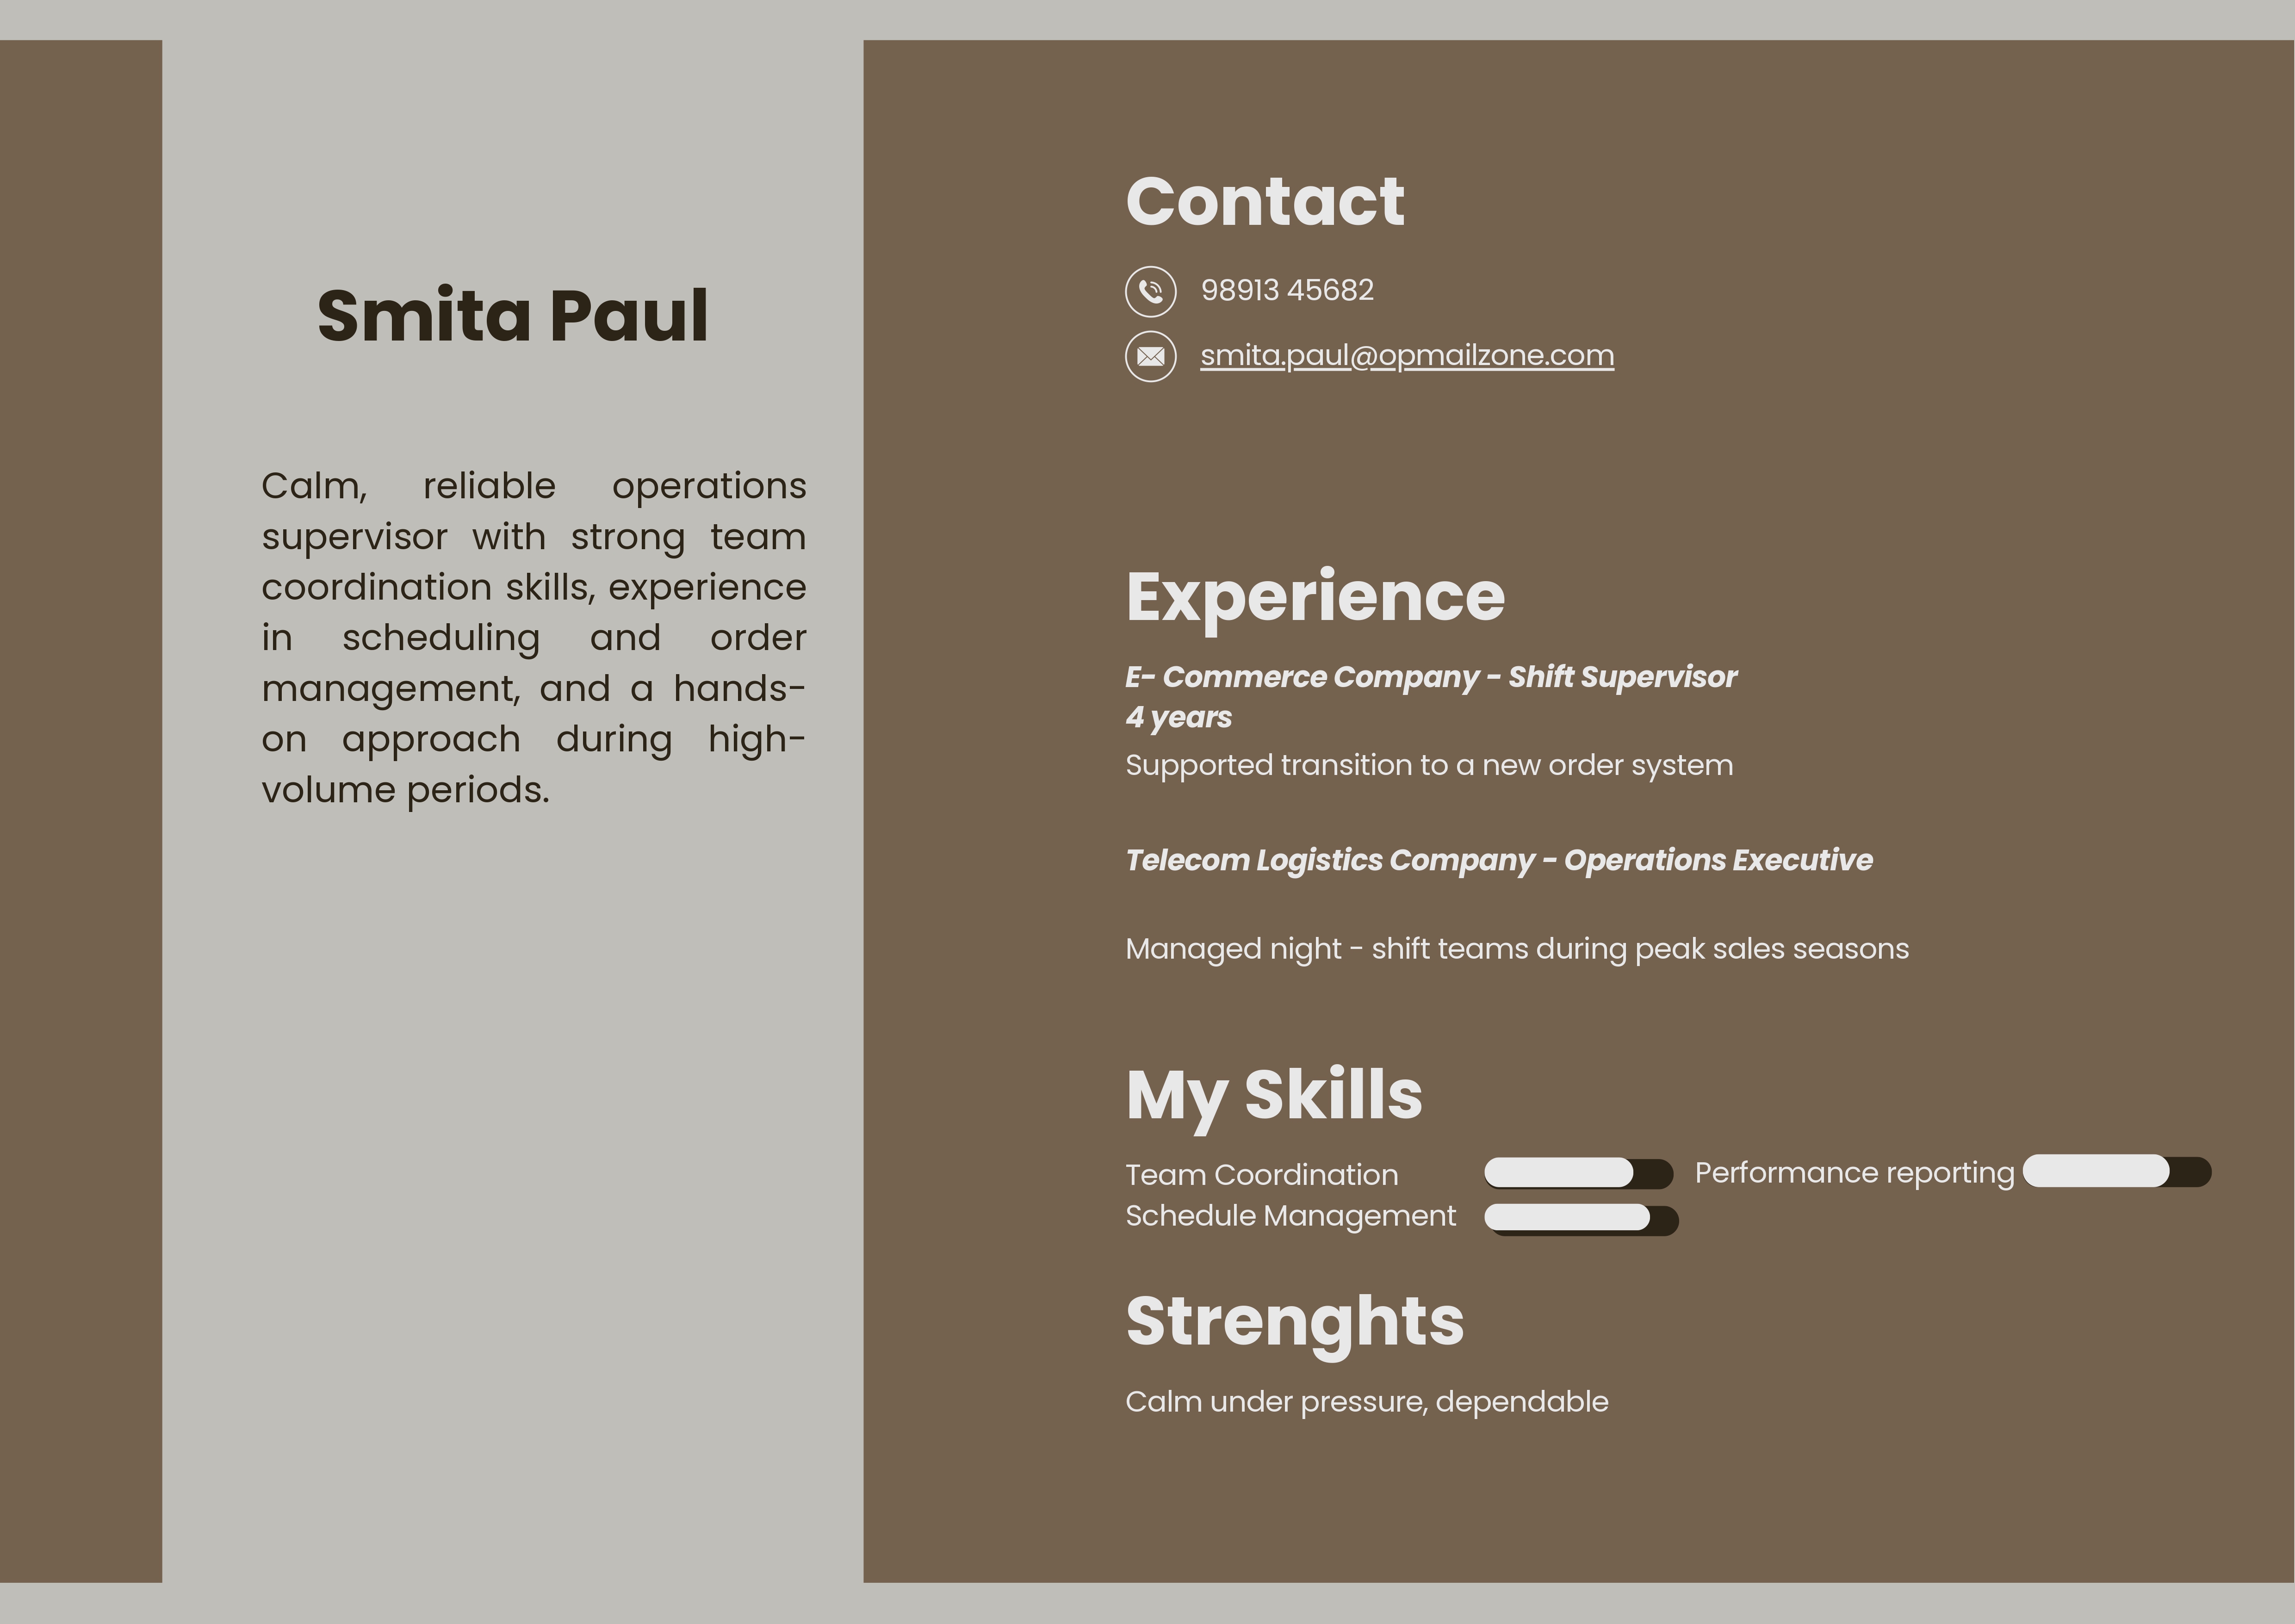 Smita Paul
Calm, reliable operations
supervisor with strong team
coordination skills, experience
in scheduling and order
management, and a hands-
on approach during high-
volume periods.
Contact
98913 45682
smita.paul@opmailzone.com
Experience
E- Commerce Company - Shift Supervisor
4 years
Supported transition to a new order system
Telecom Logistics Company - Operations Executive
Managed night - shift teams during peak sales seasons
My Skills
Team Coordination
Performance reporting
Schedule Management
Strenghts
Calm under pressure, dependable